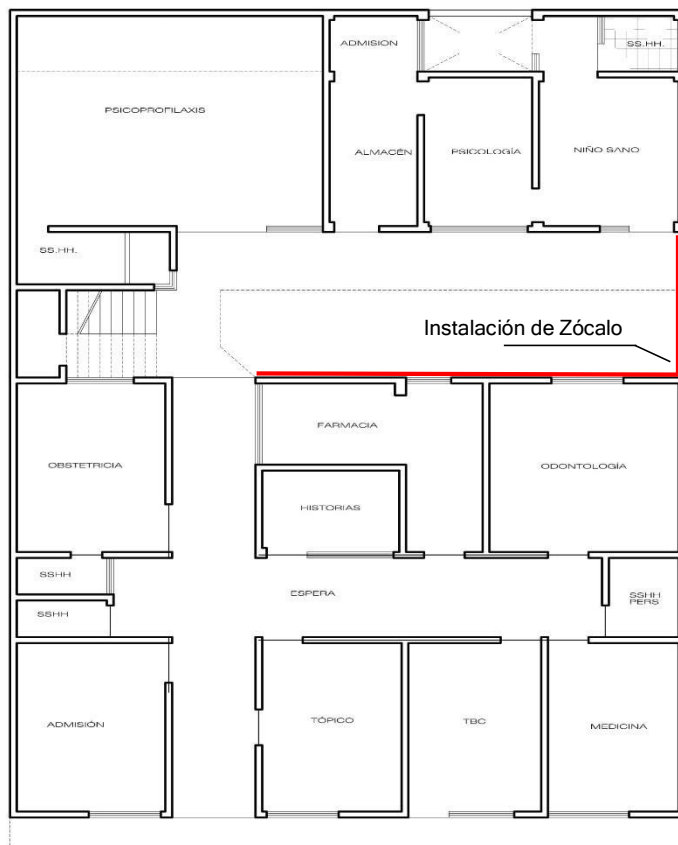 ADMISION
SS.HH.
PSICOPROFILAXIS
ALMACÉN
PSICOLOGÍA
NIÑO SANO
SS.HH.
Instalación de Zócalo
FARMACIA
OBSTETRICIA
ODONTOLOGÍA
HISTORIAS
SSHH
ESPERA
SSHH
PERS
SSHH
ADMISIÓN
TÓPICO
TBC
MEDICINA